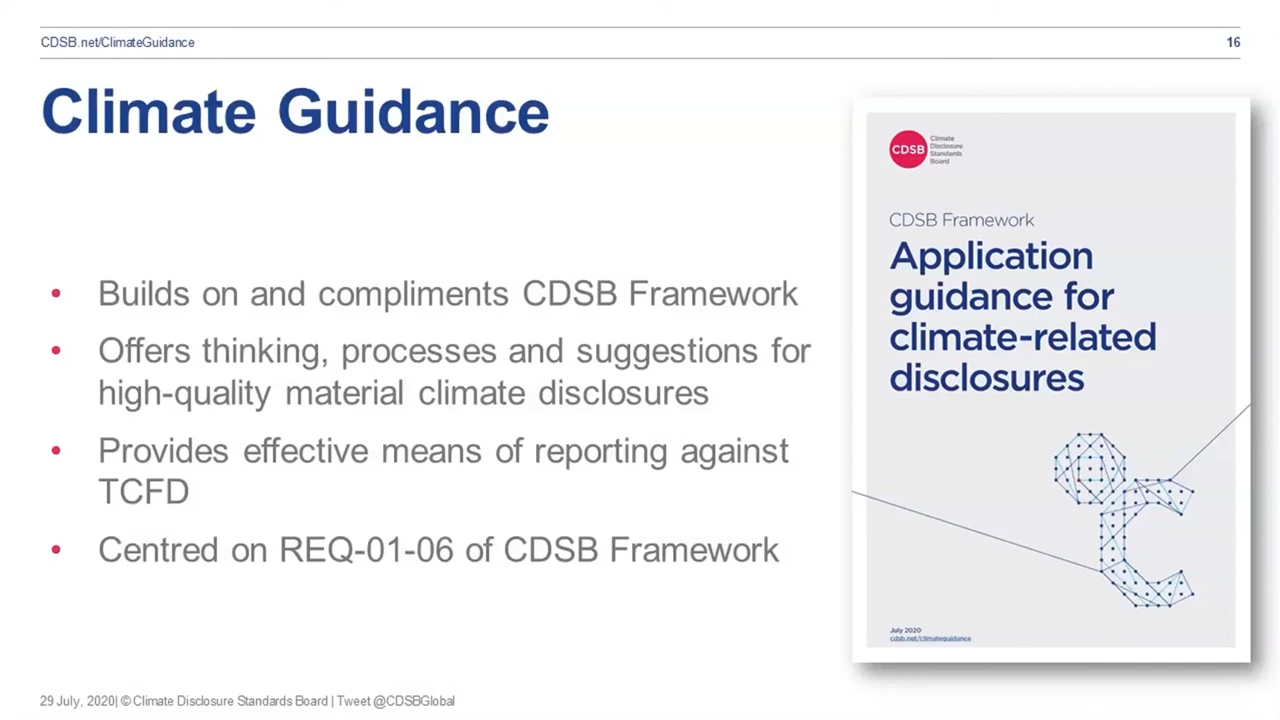 CDSB.net/ClimateGuidance
16
Climate Guidance
• Builds on and compliments CDSB Framework
• Offers thinking, processes and suggestions for
high-quality material climate disclosures
• Provides effective means of reporting against
TCFD
• Centred on REQ-01-06 of CDSB Framework
CDSB
Climate
Disclosure
Standards
Board
CDSB Framework
Application
guidance for
climate-related
disclosures
July 2020
cdsb.net/climateguidance
29 July, 2020| © Climate Disclosure Standards Board | Tweet @CDSBGlobal